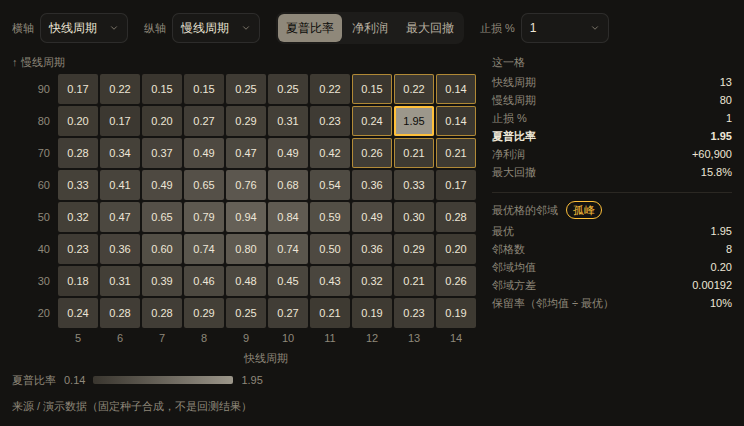 横轴 快线周期 纵轴 慢线周期 夏普比率 净利润 最大回撤 止损 % 1
↑ 慢线周期
90 0.17 0.22 0.15 0.15 0.25 0.25 0.22 0.15 0.22 0.14
80 0.20 0.17 0.20 0.27 0.29 0.31 0.23 0.24 1.95 0.14
70 0.28 0.34 0.37 0.49 0.47 0.49 0.42 0.26 0.21 0.21
60 0.33 0.41 0.49 0.65 0.76 0.68 0.54 0.36 0.33 0.17
50 0.32 0.47 0.65 0.79 0.94 0.84 0.59 0.49 0.30 0.28
40 0.23 0.36 0.60 0.74 0.80 0.74 0.50 0.36 0.29 0.20
30 0.18 0.31 0.39 0.46 0.48 0.45 0.43 0.32 0.21 0.26
20 0.24 0.28 0.28 0.29 0.25 0.27 0.21 0.19 0.23 0.19
5 6 7 8 9 10 11 12 13 14
快线周期
夏普比率 0.14 1.95
来源 / 演示数据（固定种子合成，不是回测结果）
这一格
快线周期 13
慢线周期 80
止损 % 1
夏普比率 1.95
净利润 +60,900
最大回撤 15.8%
最优格的邻域 孤峰
最优 1.95
邻格数 8
邻域均值 0.20
邻域方差 0.00192
保留率（邻均值 ÷ 最优） 10%